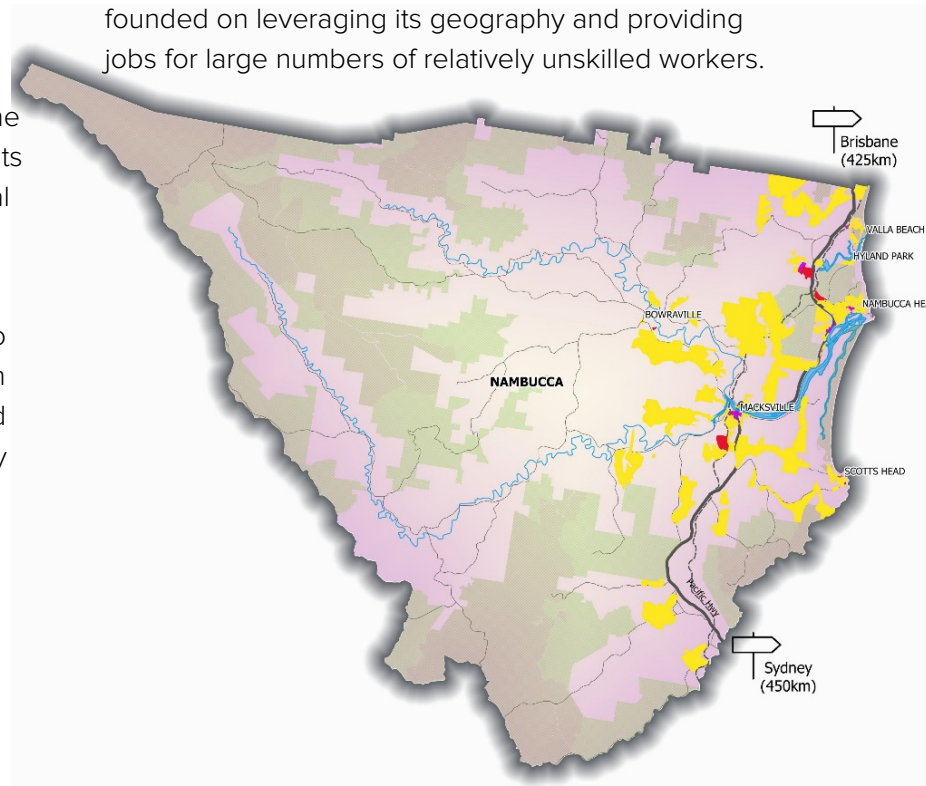 founded on leveraging its geography and providing
jobs for large numbers of relatively unskilled workers.
Brisbane
(425km)
VALLA BEACH
HYLAND PARK
NAMBUCCA HE
BOWRAVILLE
NAMBUCCA
MACKSVILLE
SCOTTS HEAD
Pacific Hwy
Sydney
(450km)